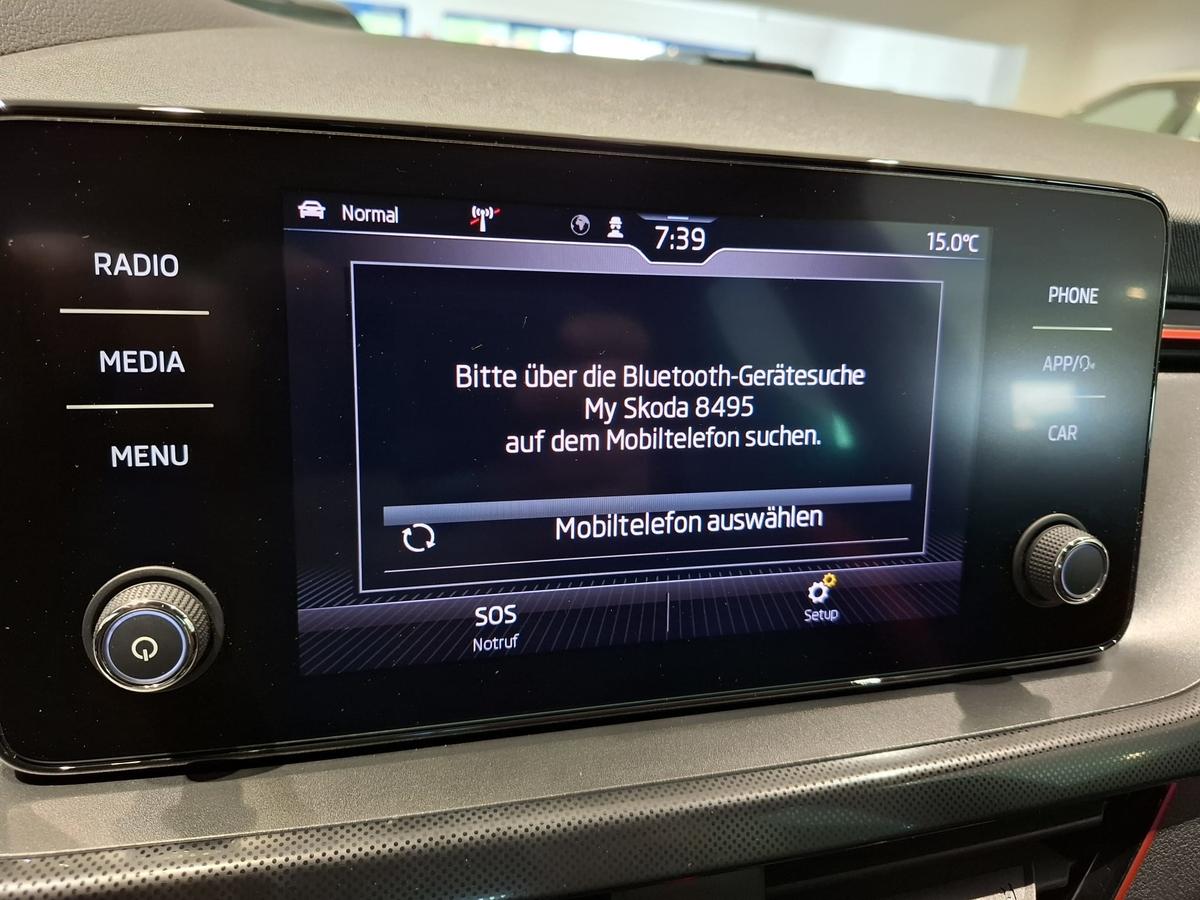 Normal
7:39
15.0°C
RADIO
MEDIA
MENU
Bitte über die Bluetooth-Gerätesuche
My Skoda 8495
auf dem Mobiltelefon suchen.
Mobiltelefon auswählen
SOS
Notruf
Setup
PHONE
APP/
CAR